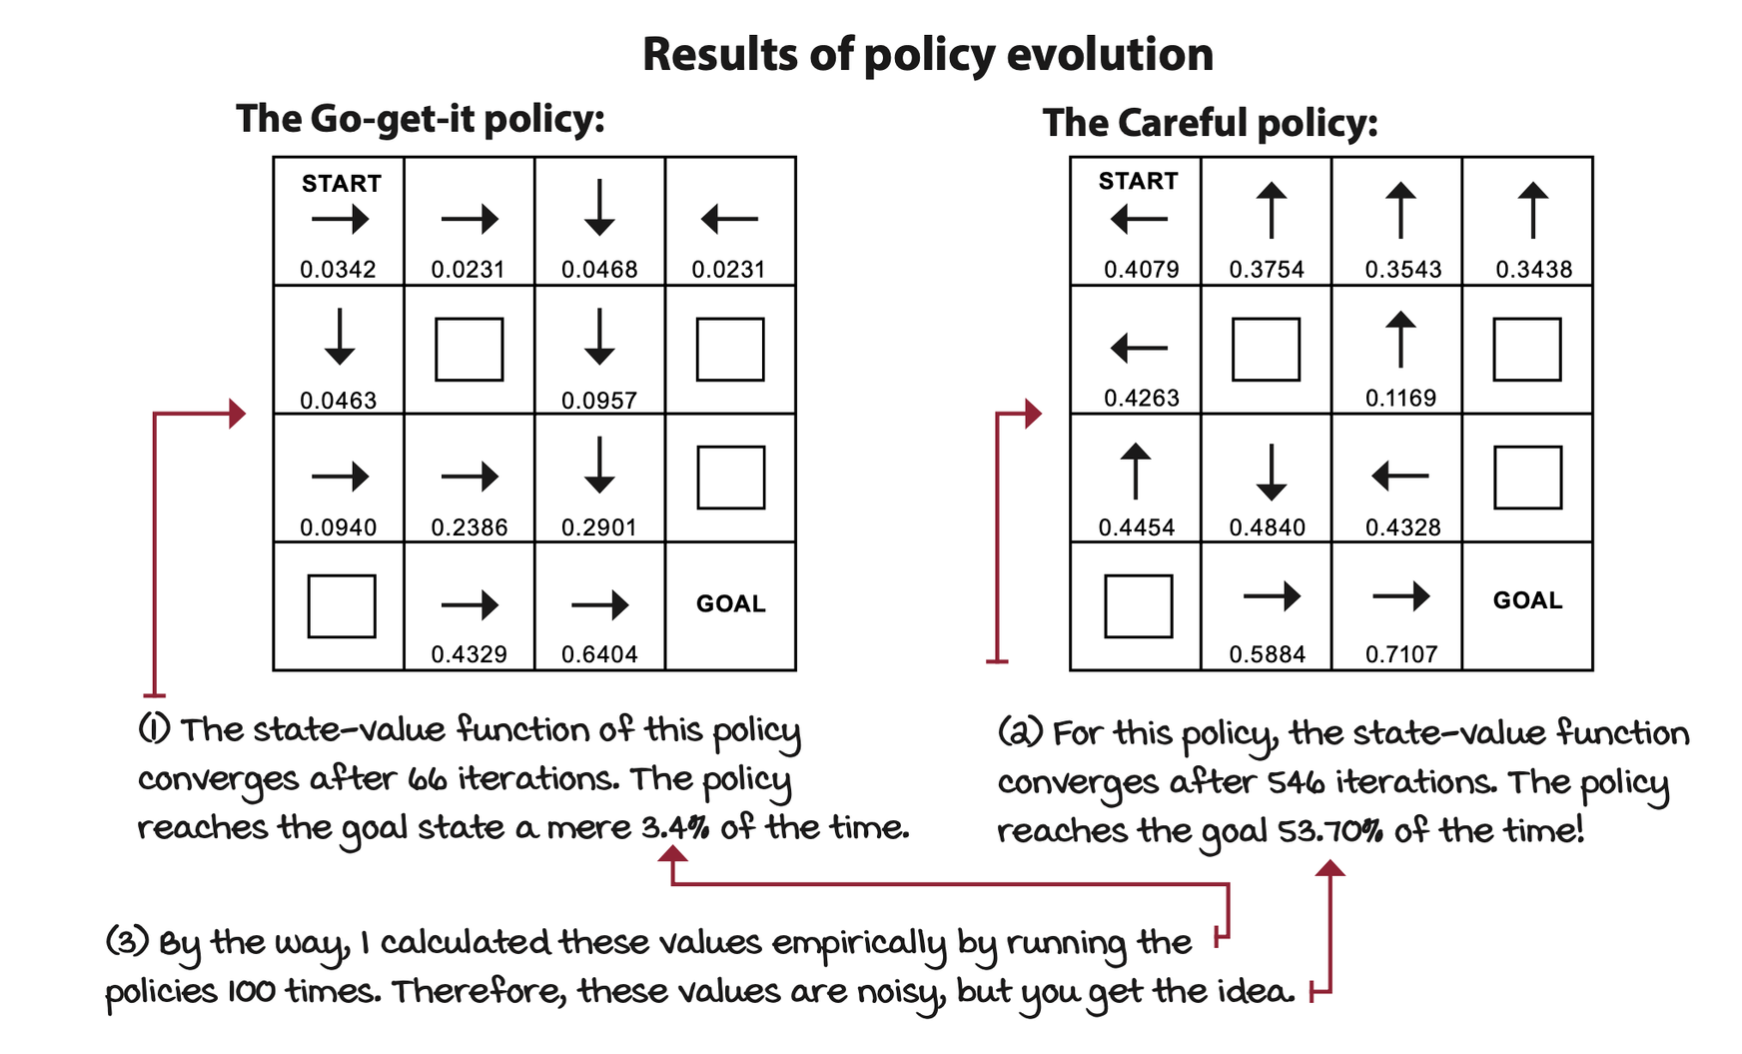 Results of policy evolution
The Go-get-it policy:
START
0.0342 0.0231 0.0468 0.0231
0.0463 0.0957
0.0940 0.2386 0.2901
GOAL
0.4329 0.6404
(1) The state-value function of this policy
converges after 66 iterations. The policy
reaches the goal state a mere 3.4% of the time.
The Careful policy:
START
0.4079 0.3754 0.3543 0.3438
0.4263 0.1169
0.4454 0.4840 0.4328
GOAL
0.5884 0.7107
(2) For this policy, the state-value function
converges after 546 iterations. The policy
reaches the goal 53.70% of the time!
(3) By the way, I calculated these values empirically by running the
policies 100 times. Therefore, these values are noisy, but you get the idea.